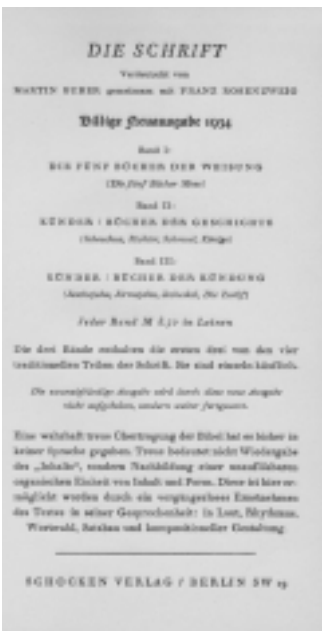 DIE SCHRIFT
Verdeutscht von
MARTIN BUBER gemeinsam mit FRANZ ROSENZWEIG
Billige Neuausgabe 1934
Band I:
DIE FÜNF BÜCHER DER WEISUNG
(Die fünf Bücher Mose)
Band II:
KÜNDER / BÜCHER DER GESCHICHTE
(Jehoschua, Richter, Schmuel, Könige)
Band III:
KÜNDER / BÜCHER DER KÜNDUNG
(Jeschajahu, Jirmejahu, Jecheskel, Die Zwölf)
Jeder Band M in Leinen
Die drei Bände enthalten die ersten drei von den vier
traditionellen Teilen der Schrift. Sie sind einzeln käuflich.
Die Ausgabe wird durch diese neue Ausgabe
nicht aufgehoben, sondern weiter fortgesetzt.
Eine wahrhaft treue Übertragung der Bibel hat es bisher in
keiner Sprache gegeben. Treue bedeutet nicht Wiedergabe
des „Inhalts“, sondern Nachbildung einer unauflösbaren
organischen Einheit von Inhalt und Form. Diese ist hier er-
möglicht worden durch ein vorgängerloses Ernstnehmen
des Textes in seiner Gesprochenheit: in Laut, Rhythmus,
Wortwahl, Satzbau und kompositioneller Gestaltung.
SCHOCKEN VERLAG / BERLIN SW 19